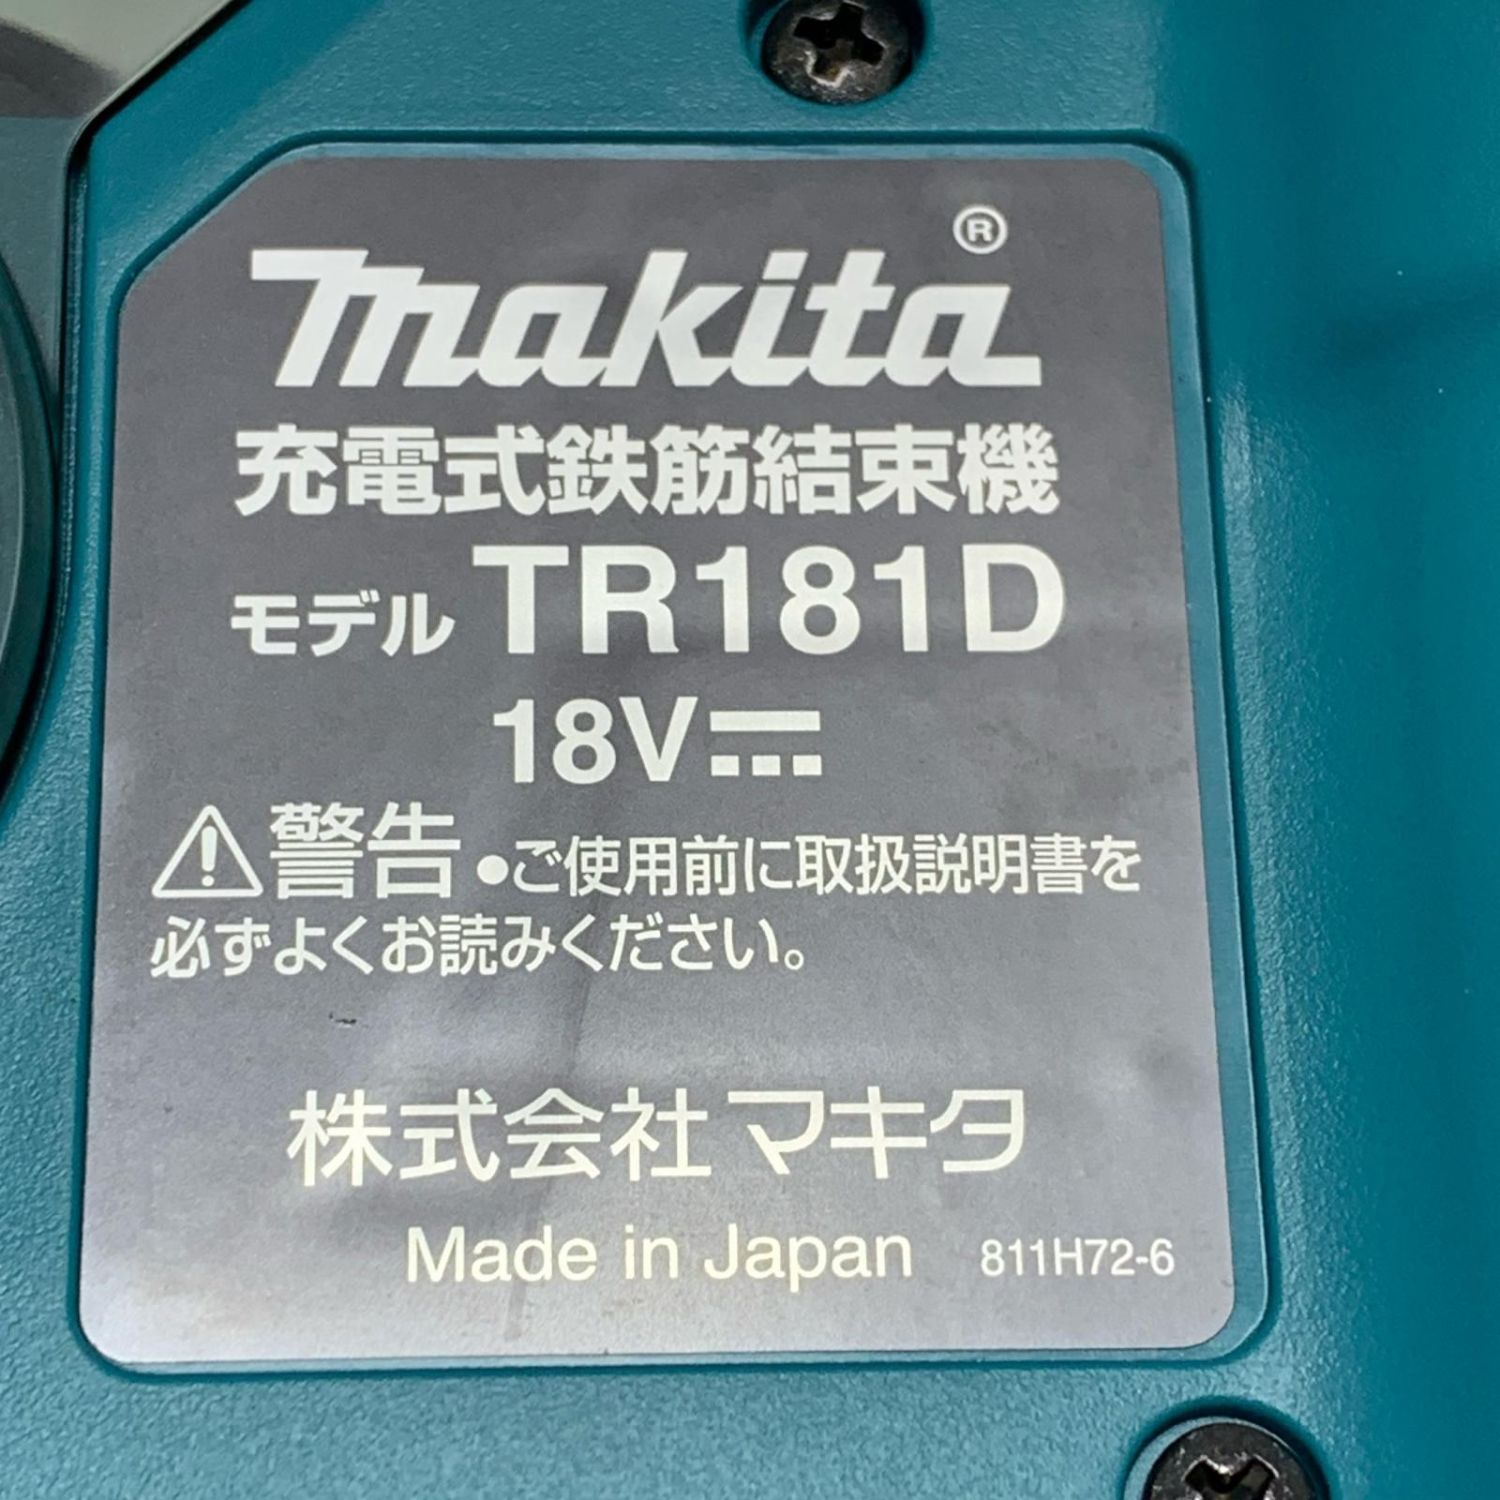 makita®
充電式鉄筋結束機
モデル TR181D
18V⎓
⚠警告 ●ご使用前に取扱説明書を
必ずよくお読みください。
株式会社マキタ
Made in Japan 811H72-6